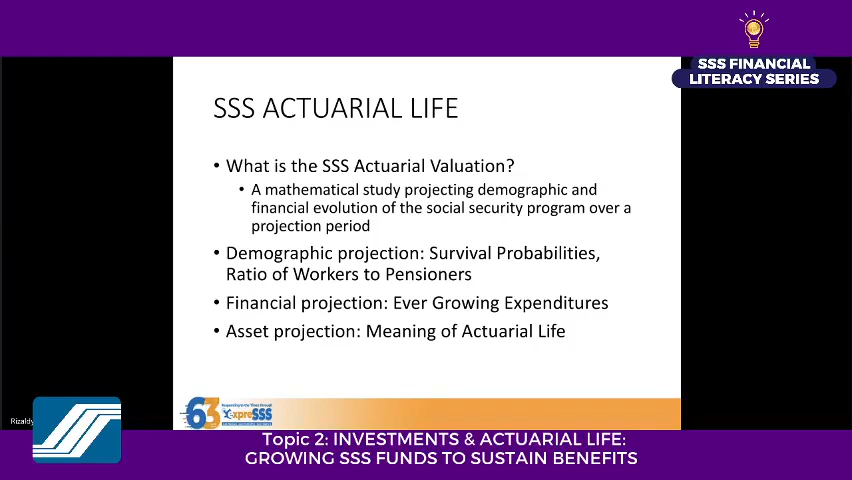 SSS FINANCIAL
LITERACY SERIES
SSS ACTUARIAL LIFE
• What is the SSS Actuarial Valuation?
• A mathematical study projecting demographic and
financial evolution of the social security program over a
projection period
• Demographic projection: Survival Probabilities,
Ratio of Workers to Pensioners
• Financial projection: Ever Growing Expenditures
• Asset projection: Meaning of Actuarial Life
63
expreSSS
Rizaldy
Topic 2: INVESTMENTS & ACTUARIAL LIFE:
GROWING SSS FUNDS TO SUSTAIN BENEFITS